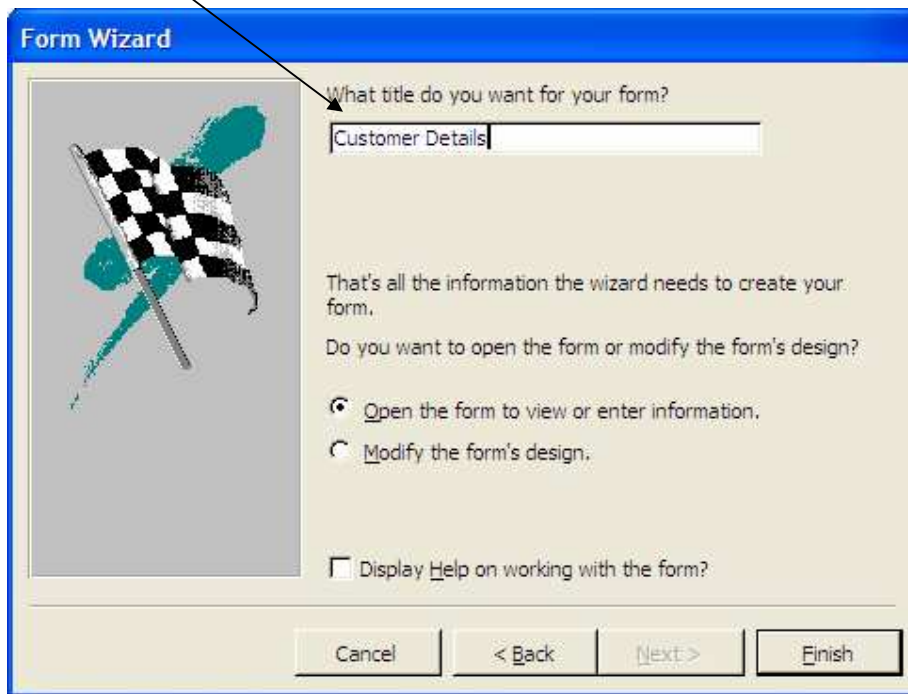 Form Wizard
What title do you want for your form?
Customer Details
That's all the information the wizard needs to create your
form.
Do you want to open the form or modify the form's design?
Open the form to view or enter information.
Modify the form's design.
Display Help on working with the form?
Cancel
< Back
Next >
Finish